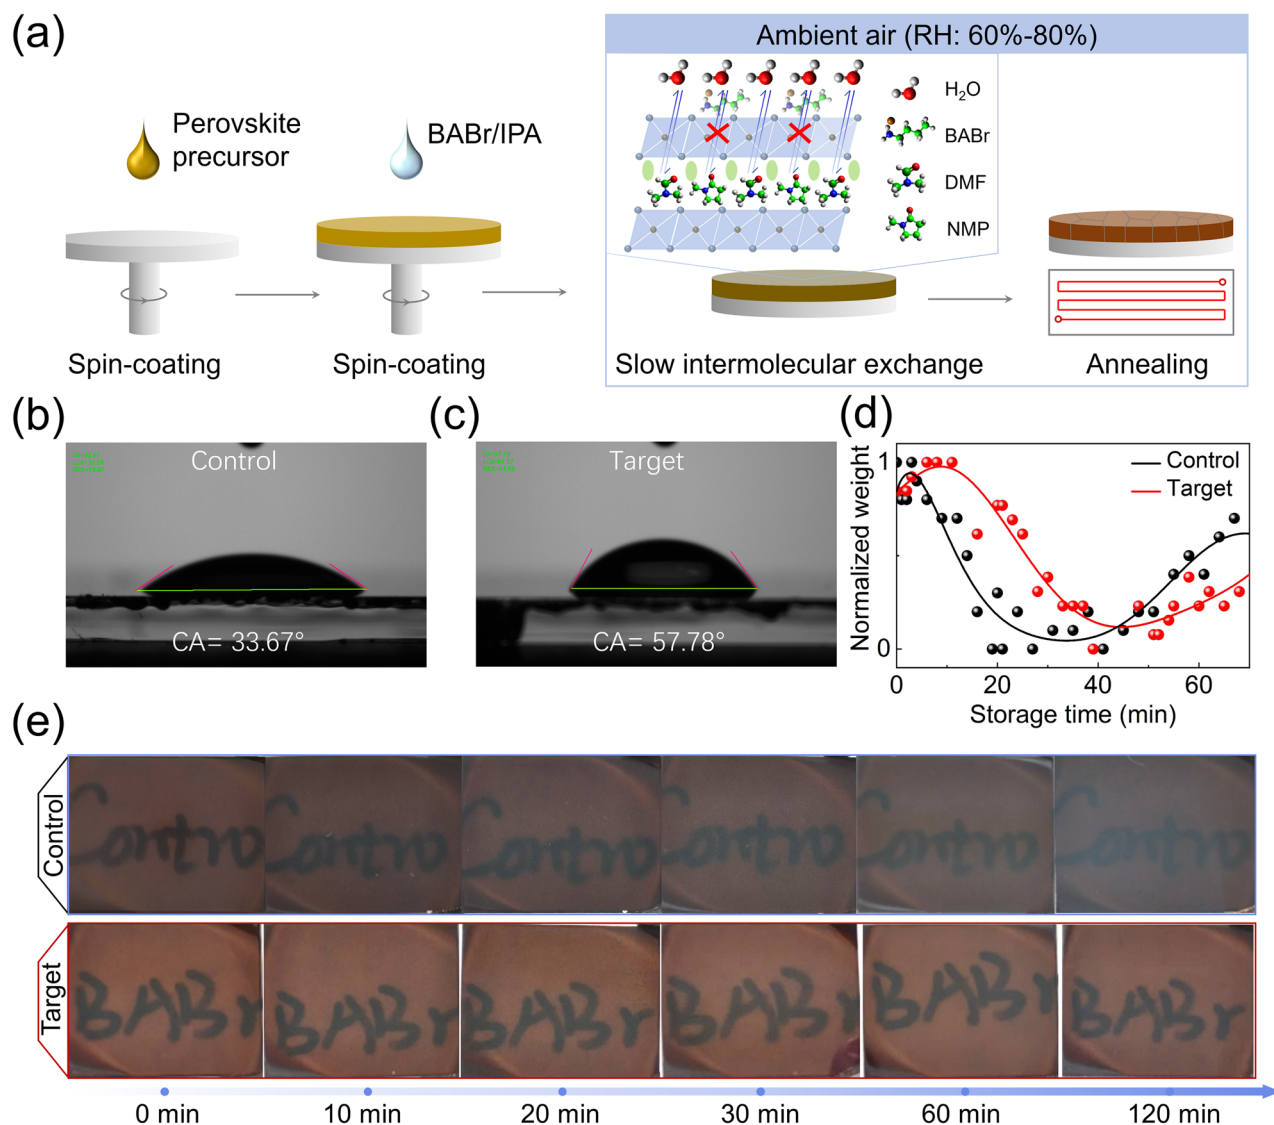 (a)
Ambient air (RH: 60%-80%)
Perovskite
precursor
BABr/IPA
H₂O
BABr
DMF
NMP
Spin-coating
Spin-coating
Slow intermolecular exchange
Annealing
(b)
Control
CA= 33.67°
(c)
Target
CA= 57.78°
(d)
Normalized weight
1
0
Control
Target
0
20
40
60
Storage time (min)
(e)
Control
Contro
Contro
Contro
Contro
Contro
Contro
Target
BABr
BABr
BABr
BABr
BABr
BABr
0 min
10 min
20 min
30 min
60 min
120 min